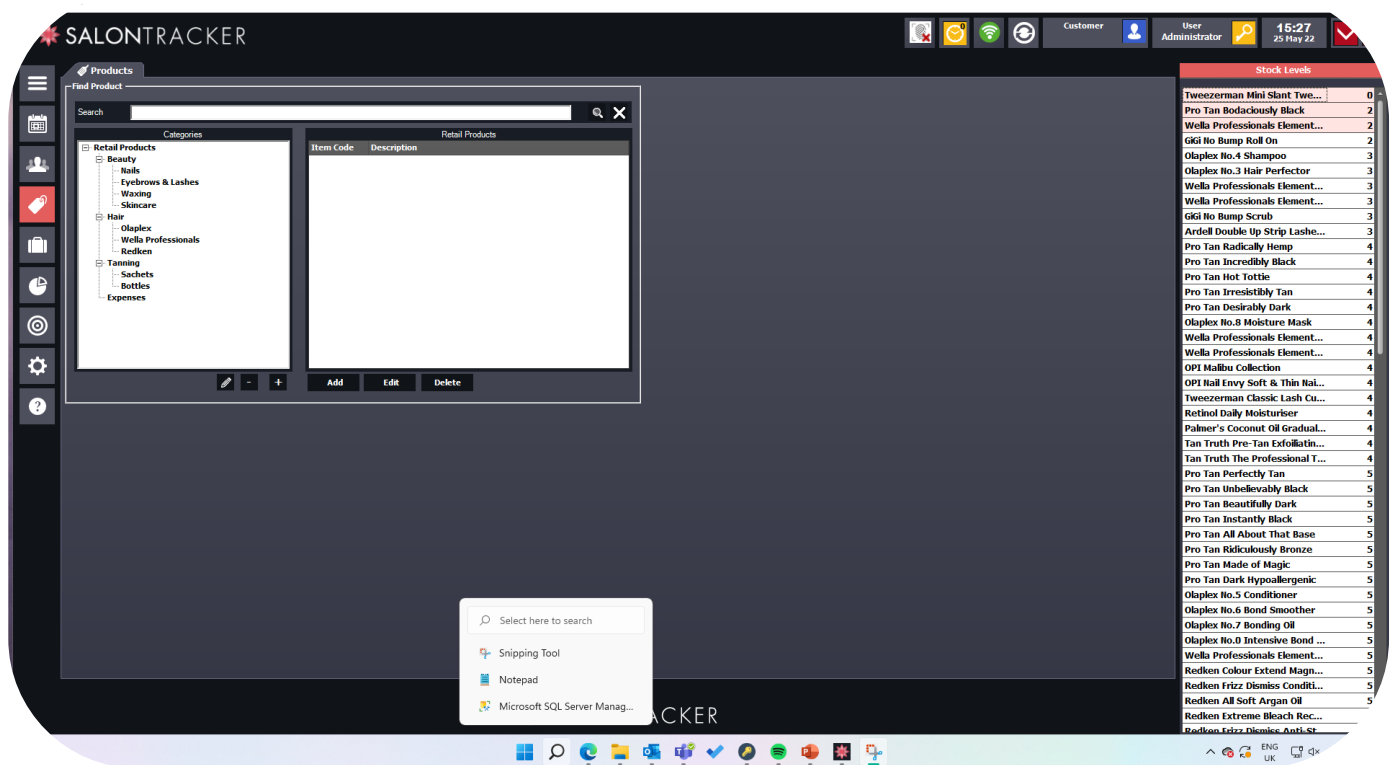 SALONTRACKER
0
Customer
User
Administrator
15:27
25 May 22
Products
Find Product
Search
Categories
Retail Products
Beauty
Nails
Eyebrows & Lashes
Waxing
Skincare
Hair
Olaplex
Wella Professionals
Redken
Tanning
Sachets
Bottles
Expenses
- +
Retail Products
Item Code Description
Add Edit Delete
Stock Levels
Tweezerman Mini Slant Twe... 0
Pro Tan Bodaciously Black 2
Wella Professionals Element... 2
GiGi No Bump Roll On 2
Olaplex No.4 Shampoo 3
Olaplex No.3 Hair Perfector 3
Wella Professionals Element... 3
Wella Professionals Element... 3
GiGi No Bump Scrub 3
Ardell Double Up Strip Lashe... 3
Pro Tan Radically Hemp 4
Pro Tan Incredibly Black 4
Pro Tan Hot Tottie 4
Pro Tan Irresistibly Tan 4
Pro Tan Desirably Dark 4
Olaplex No.8 Moisture Mask 4
Wella Professionals Element... 4
Wella Professionals Element... 4
OPI Malibu Collection 4
OPI Nail Envy Soft & Thin Nai... 4
Tweezerman Classic Lash Cu... 4
Retinol Daily Moisturiser 4
Palmer's Coconut Oil Gradual... 4
Tan Truth Pre-Tan Exfoiliatin... 4
Tan Truth The Professional T... 4
Pro Tan Perfectly Tan 5
Pro Tan Unbelievably Black 5
Pro Tan Beautifully Dark 5
Pro Tan Instantly Black 5
Pro Tan All About That Base 5
Pro Tan Ridiculously Bronze 5
Pro Tan Made of Magic 5
Pro Tan Dark Hypoallergenic 5
Olaplex No.5 Conditioner 5
Olaplex No.6 Bond Smoother 5
Olaplex No.7 Bonding Oil 5
Olaplex No.0 Intensive Bond ... 5
Wella Professionals Element... 5
Redken Colour Extend Magn... 5
Redken Frizz Dismiss Conditi... 5
Redken All Soft Argan Oil 5
Redken Extreme Bleach Rec...
Redken Frizz Dismiss Anti-St...
Select here to search
Snipping Tool
Notepad
Microsoft SQL Server Manag...
ACKER
ENG
UK